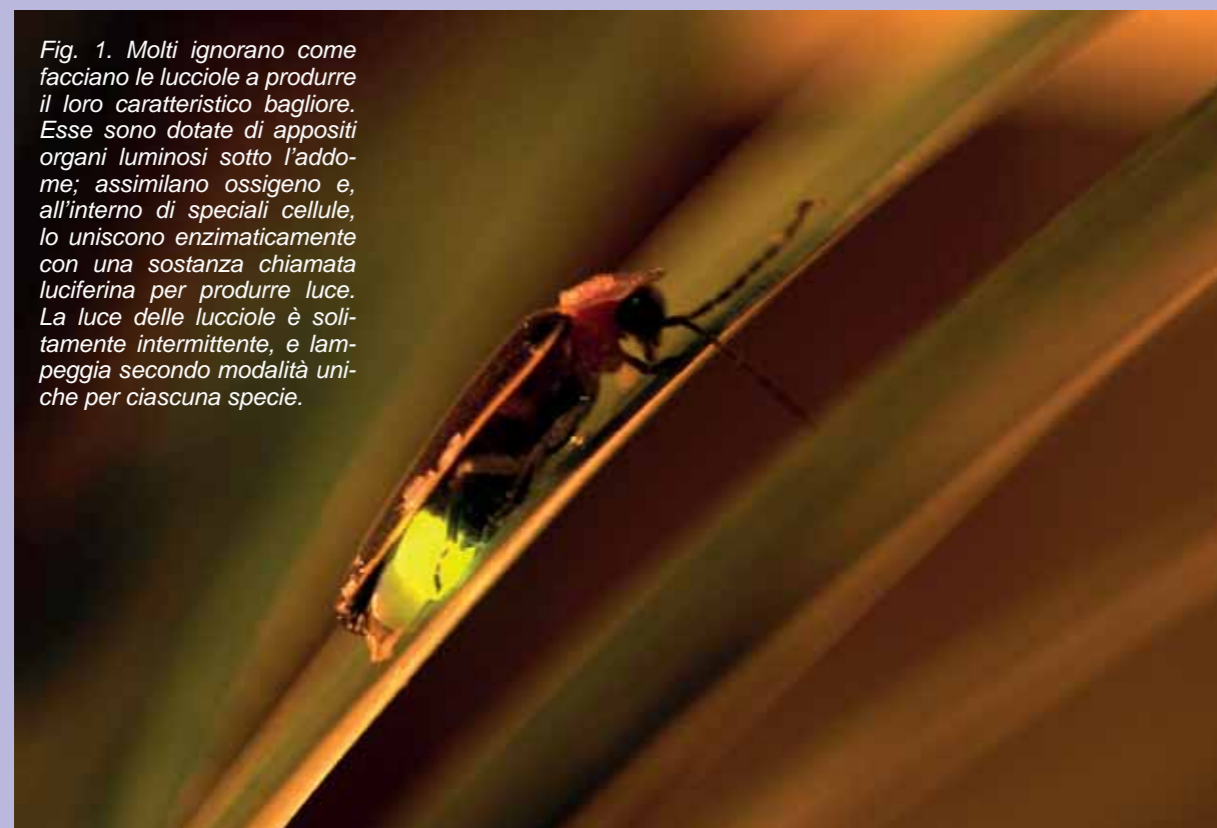 Fig. 1. Molti ignorano come
facciano le lucciole a produrre
il loro caratteristico bagliore.
Esse sono dotate di appositi
organi luminosi sotto l'addo-
me; assimilano ossigeno e,
all'interno di speciali cellule,
lo uniscono enzimaticamente
con una sostanza chiamata
luciferina per produrre luce.
La luce delle lucciole è soli-
tamente intermittente, e lam-
peggia secondo modalità uni-
che per ciascuna specie.